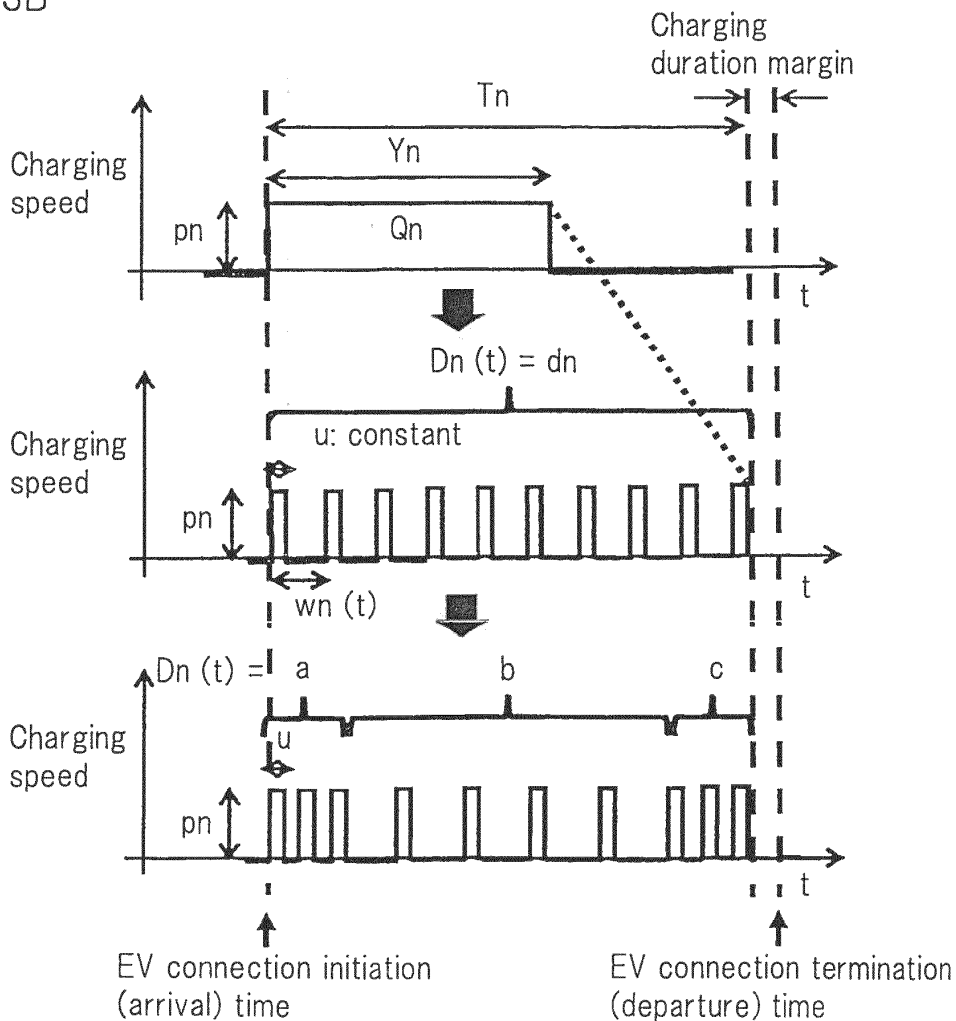 3B
Charging
duration margin
Tn
Yn
Charging
speed
pn
Qn
t
Dn (t) = dn
u: constant
Charging
speed
pn
t
wn (t)
Dn (t) =
a
b
c
u
Charging
speed
pn
t
EV connection initiation
(arrival) time
EV connection termination
(departure) time